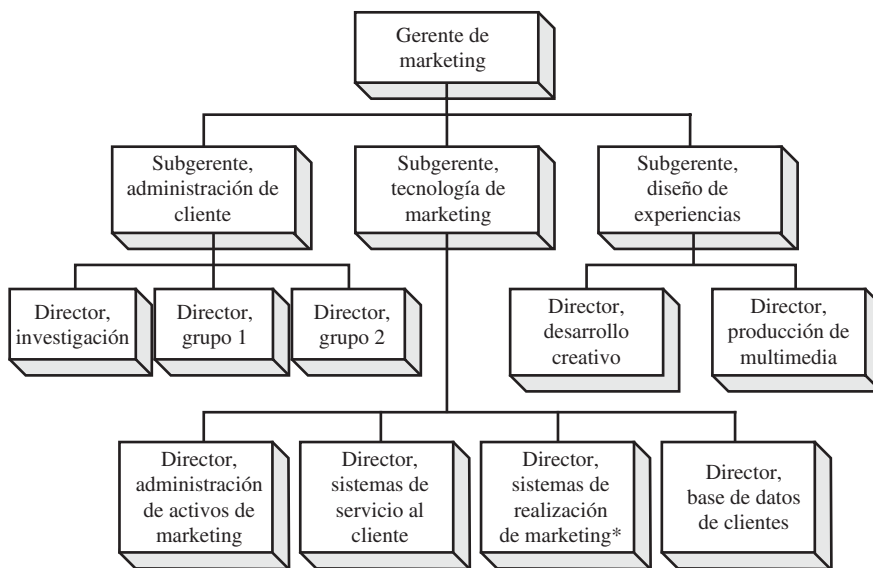 Gerente de
marketing
Subgerente,
administración de
cliente
Subgerente,
tecnología de
marketing
Subgerente,
diseño de
experiencias
Director,
investigación
Director,
grupo 1
Director,
grupo 2
Director,
desarrollo
creativo
Director,
producción de
multimedia
Director,
administración
de activos de
marketing
Director,
sistemas de
servicio al
cliente
Director,
sistemas de
realización
de marketing*
Director,
base de datos
de clientes